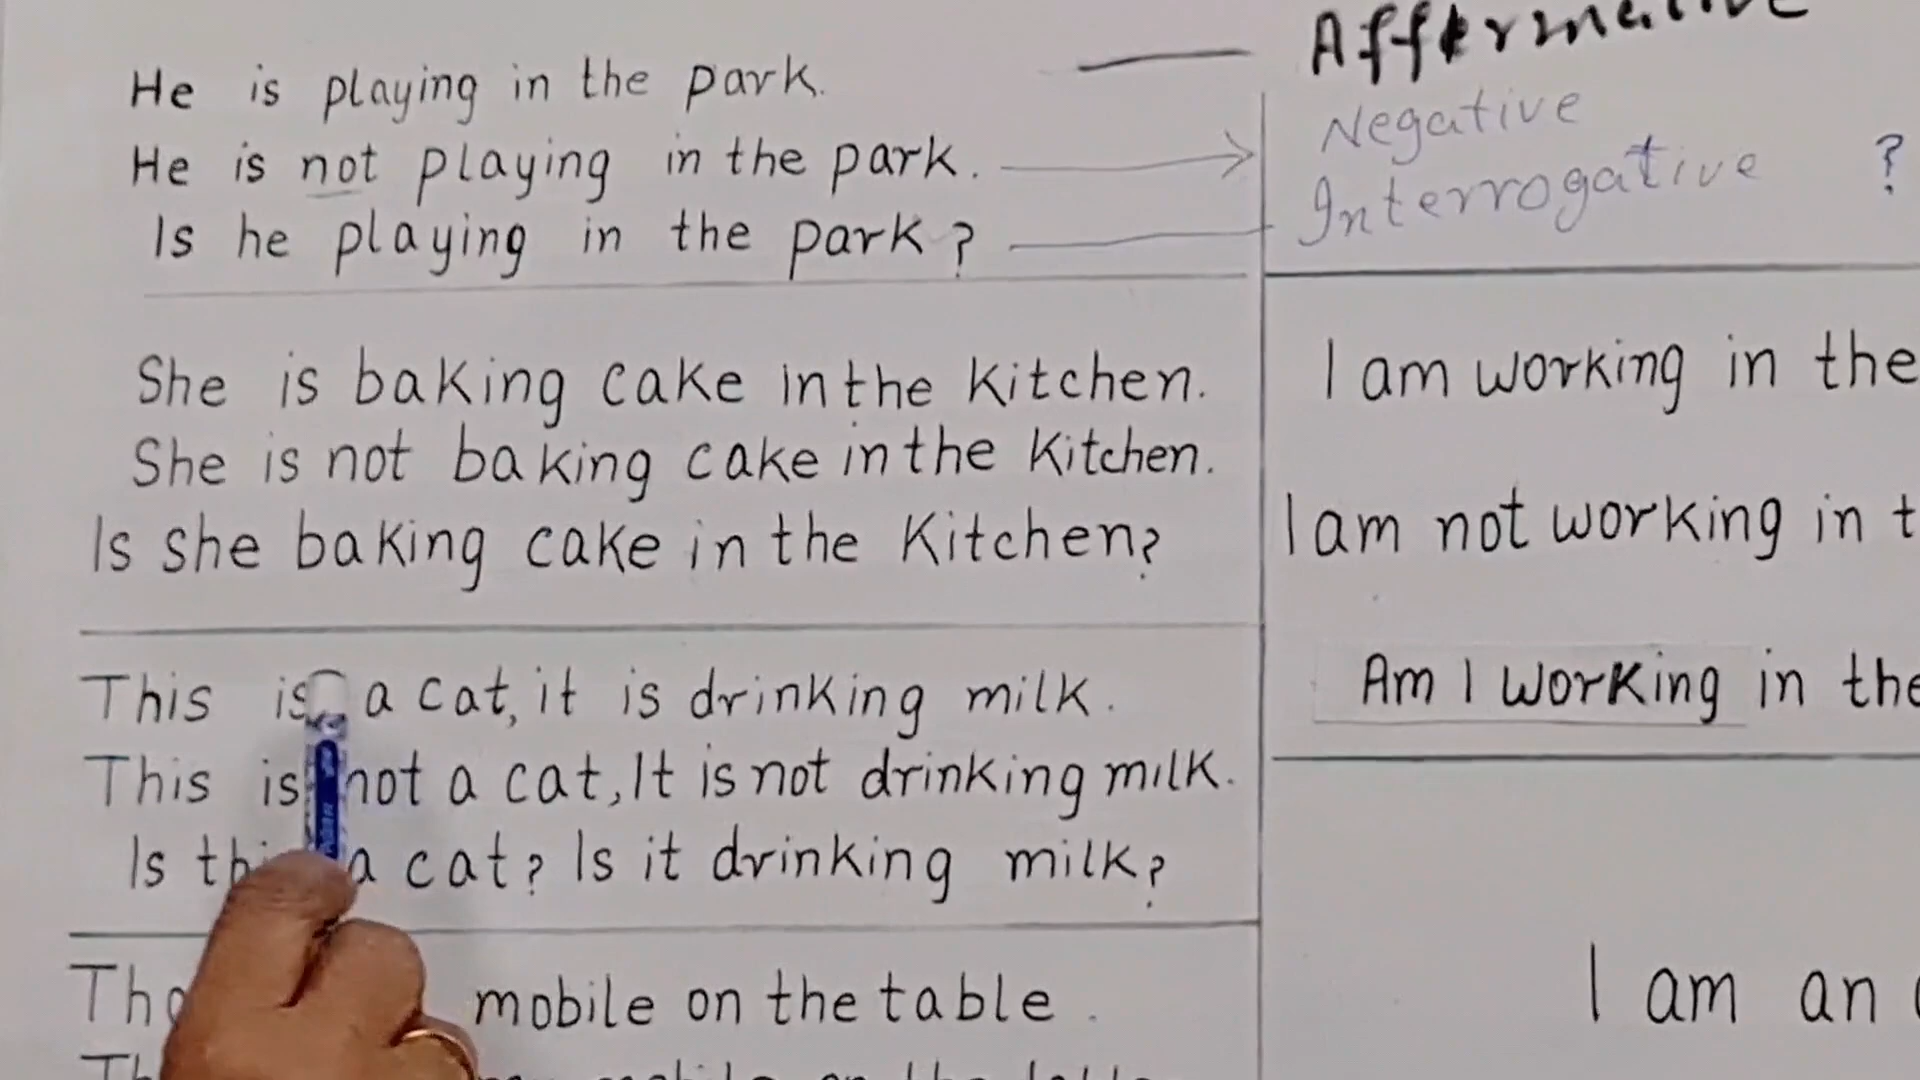 He is playing in the park.
He is not playing in the park.
Is he playing in the park?
Negative
Interrogative ?
She is baking cake in the Kitchen.
She is not baking cake in the Kitchen.
Is she baking cake in the Kitchen?
This is a cat, it is drinking milk.
This is not a cat, It is not drinking milk.
Is a cat? Is it drinking milk?
mobile on the table.
I am working in the
I am not working in
Am I working in the
I am an